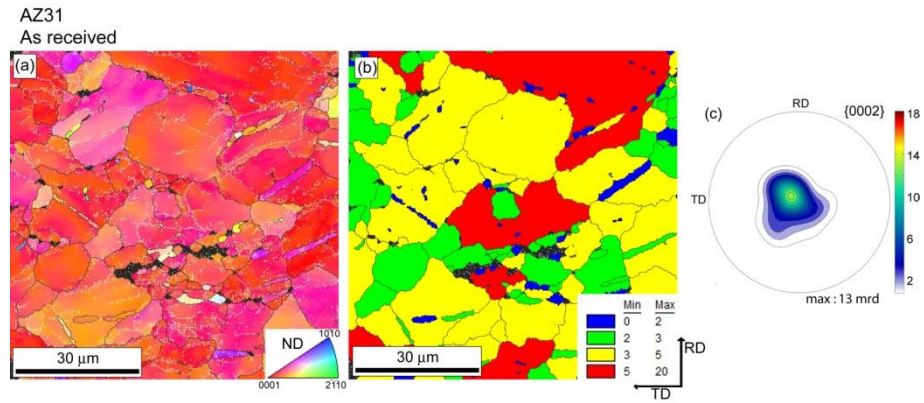 AZ31
As received
(a)
(b)
(c)
RD
{0002}
TD
18
14
10
6
2
max : 13 mrd
ND
1010
0001
2110
30 µm
30 µm
Min Max
0 2
2 3
3 5
5 20
RD
TD